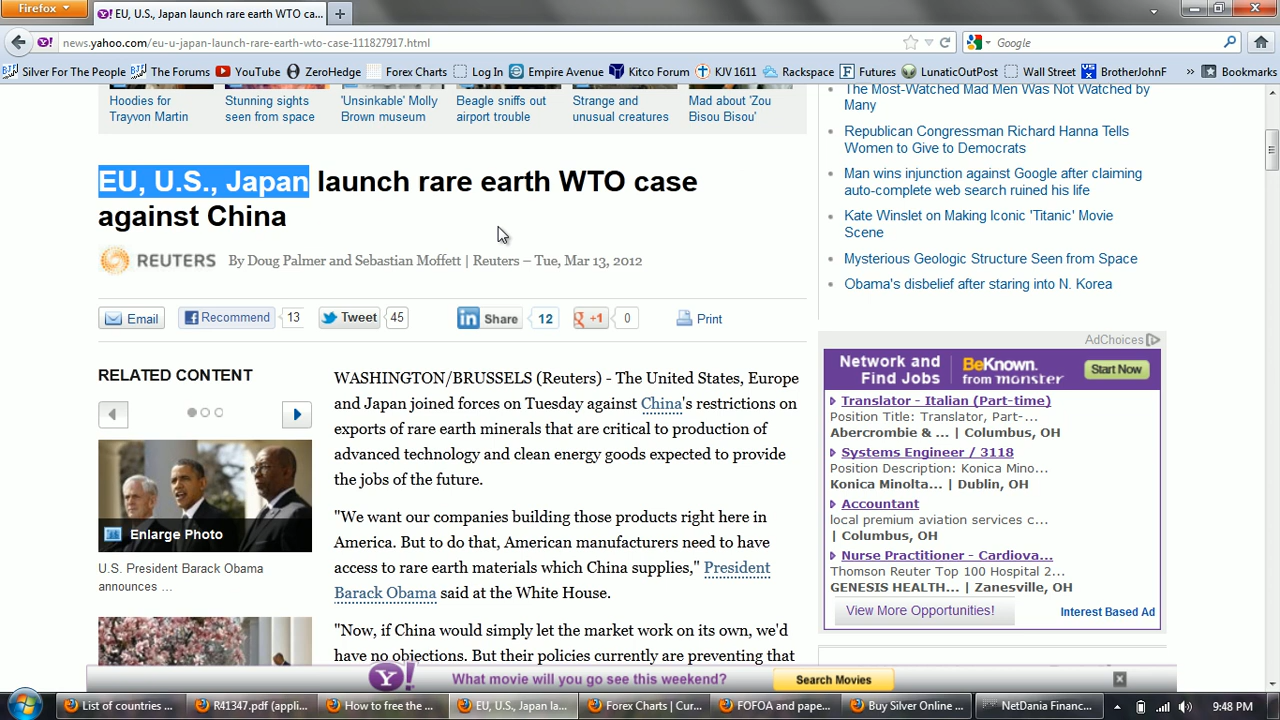 Firefox
EU, U.S., Japan launch rare earth WTO ca...
news.yahoo.com/eu-u-japan-launch-rare-earth-wto-case-111827917.html
Google
Silver For The People
The Forums
YouTube
ZeroHedge
Forex Charts
Log In
Empire Avenue
Kitco Forum
KJV 1611
Rackspace
Futures
LunaticOutPost
Wall Street
BrotherJohnF
»
Bookmarks
Hoodies for
Trayvon Martin
Stunning sights
seen from space
'Unsinkable' Molly
Brown museum
Beagle sniffs out
airport trouble
Strange and
unusual creatures
Mad about 'Zou
Bisou Bisou'
EU, U.S., Japan launch rare earth WTO case
against China
REUTERS
By Doug Palmer and Sebastian Moffett | Reuters – Tue, Mar 13, 2012
Email
Recommend
13
Tweet
45
Share
12
+1
0
Print
RELATED CONTENT
Enlarge Photo
U.S. President Barack Obama
announces ...
WASHINGTON/BRUSSELS (Reuters) - The United States, Europe
and Japan joined forces on Tuesday against China's restrictions on
exports of rare earth minerals that are critical to production of
advanced technology and clean energy goods expected to provide
the jobs of the future.
"We want our companies building those products right here in
America. But to do that, American manufacturers need to have
access to rare earth materials which China supplies," President
Barack Obama said at the White House.
"Now, if China would simply let the market work on its own, we'd
have no objections. But their policies currently are preventing that
The Most-Watched Mad Men Was Not Watched by
Many
Republican Congressman Richard Hanna Tells
Women to Give to Democrats
Man wins injunction against Google after claiming
auto-complete web search ruined his life
Kate Winslet on Making Iconic 'Titanic' Movie
Scene
Mysterious Geologic Structure Seen from Space
Obama's disbelief after staring into N. Korea
AdChoices
Network and
Find Jobs
BeKnown
from monster
Start Now
Translator - Italian (Part-time)
Position Title: Translator, Part-...
Abercrombie & ... | Columbus, OH
Systems Engineer / 3118
Position Description: Konica Mino...
Konica Minolta... | Dublin, OH
Accountant
local premium aviation services c...
| Columbus, OH
Nurse Practitioner - Cardiova...
Thomson Reuter Top 100 Hospital 2...
GENESIS HEALTH... | Zanesville, OH
View More Opportunities!
Interest Based Ad
Y!
What movie will you go see this weekend?
Search Movies
List of countries ...
R41347.pdf (appli...
How to free the ...
EU, U.S., Japan la...
Forex Charts | Cur...
FOFOA and pape...
Buy Silver Online ...
NetDania Financ...
9:48 PM